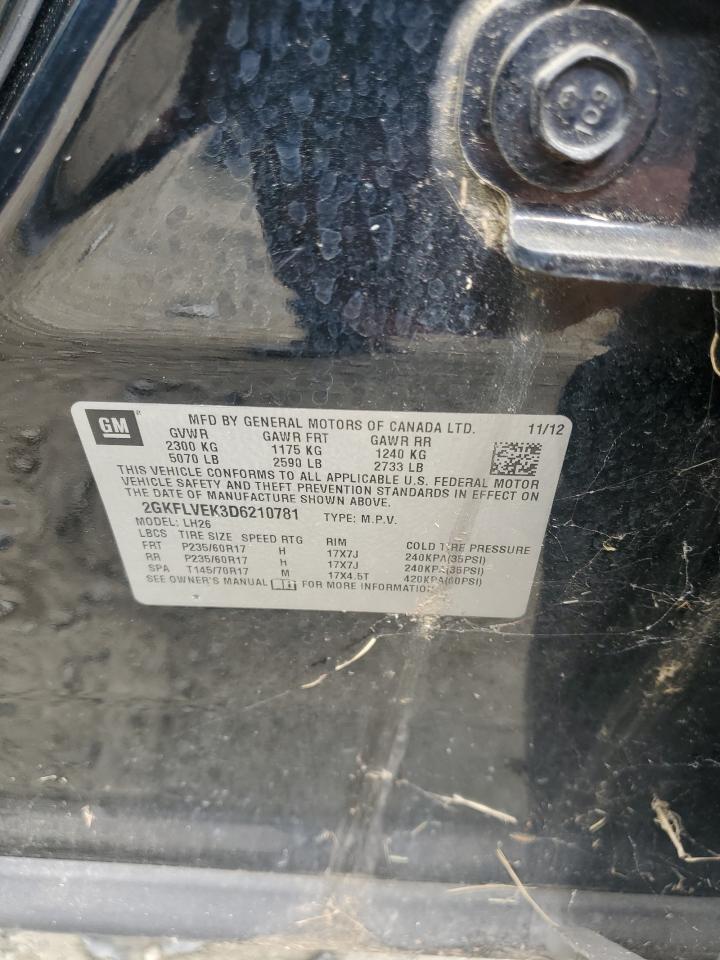 109
GM
MFD BY GENERAL MOTORS OF CANADA LTD. 11/12
GVWR GAWR FRT GAWR RR
2300 KG 1175 KG 1240 KG
5070 LB 2590 LB 2733 LB
THIS VEHICLE CONFORMS TO ALL APPLICABLE U.S. FEDERAL MOTOR
VEHICLE SAFETY AND THEFT PREVENTION STANDARDS IN EFFECT ON
THE DATE OF MANUFACTURE SHOWN ABOVE.
2GKFLVEK3D6210781 TYPE: M.P.V.
MODEL: LH26
LBCS TIRE SIZE SPEED RTG RIM COLD TIRE PRESSURE
FRT P235/60R17 H 17X7J 240KPA(35PSI)
RR P235/60R17 H 17X7J 240KPA(35PSI)
SPA T145/70R17 M 17X4.5T 420KPA(60PSI)
SEE OWNER'S MANUAL FOR MORE INFORMATION